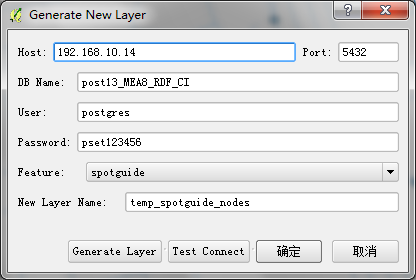 Generate New Layer
Host: 192.168.10.14 Port: 5432
DB Name: post13_MEA8_RDF_CI
User: postgres
Password: pset123456
Feature: spotguide
New Layer Name: temp_spotguide_nodes
Generate Layer Test Connect 确定 取消